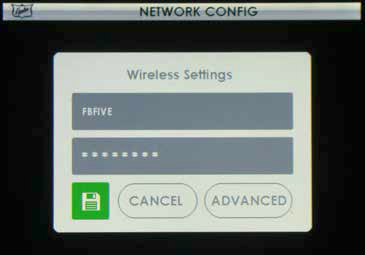 NETWORK CONFIG
Wireless Settings
FBFIVE
********
CANCEL
ADVANCED